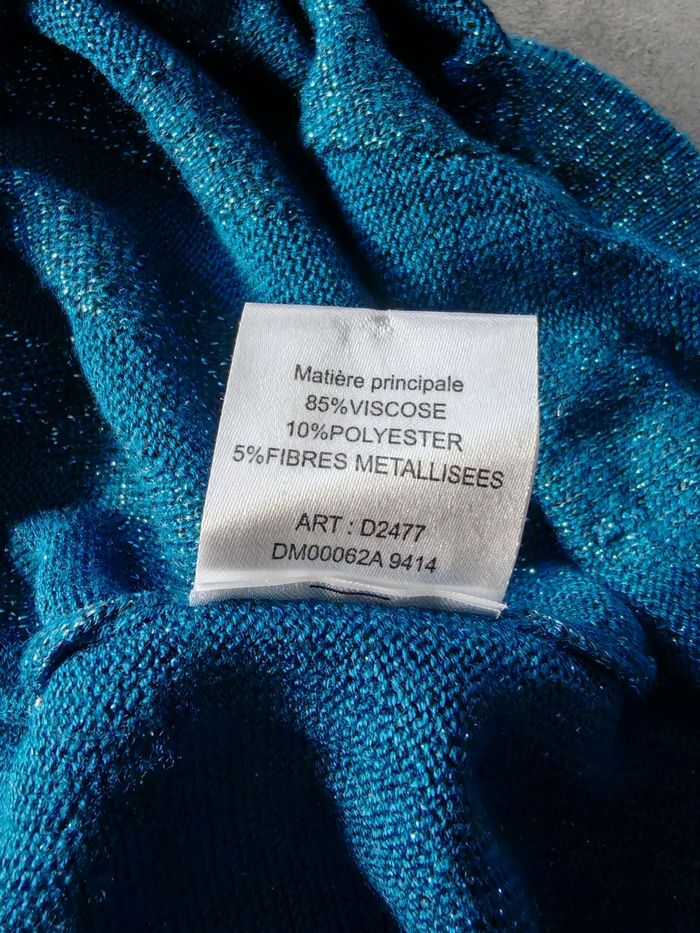 Matière principale
85%VISCOSE
10%POLYESTER
5%FIBRES METALLISEES
ART : D2477
DM00062A 9414